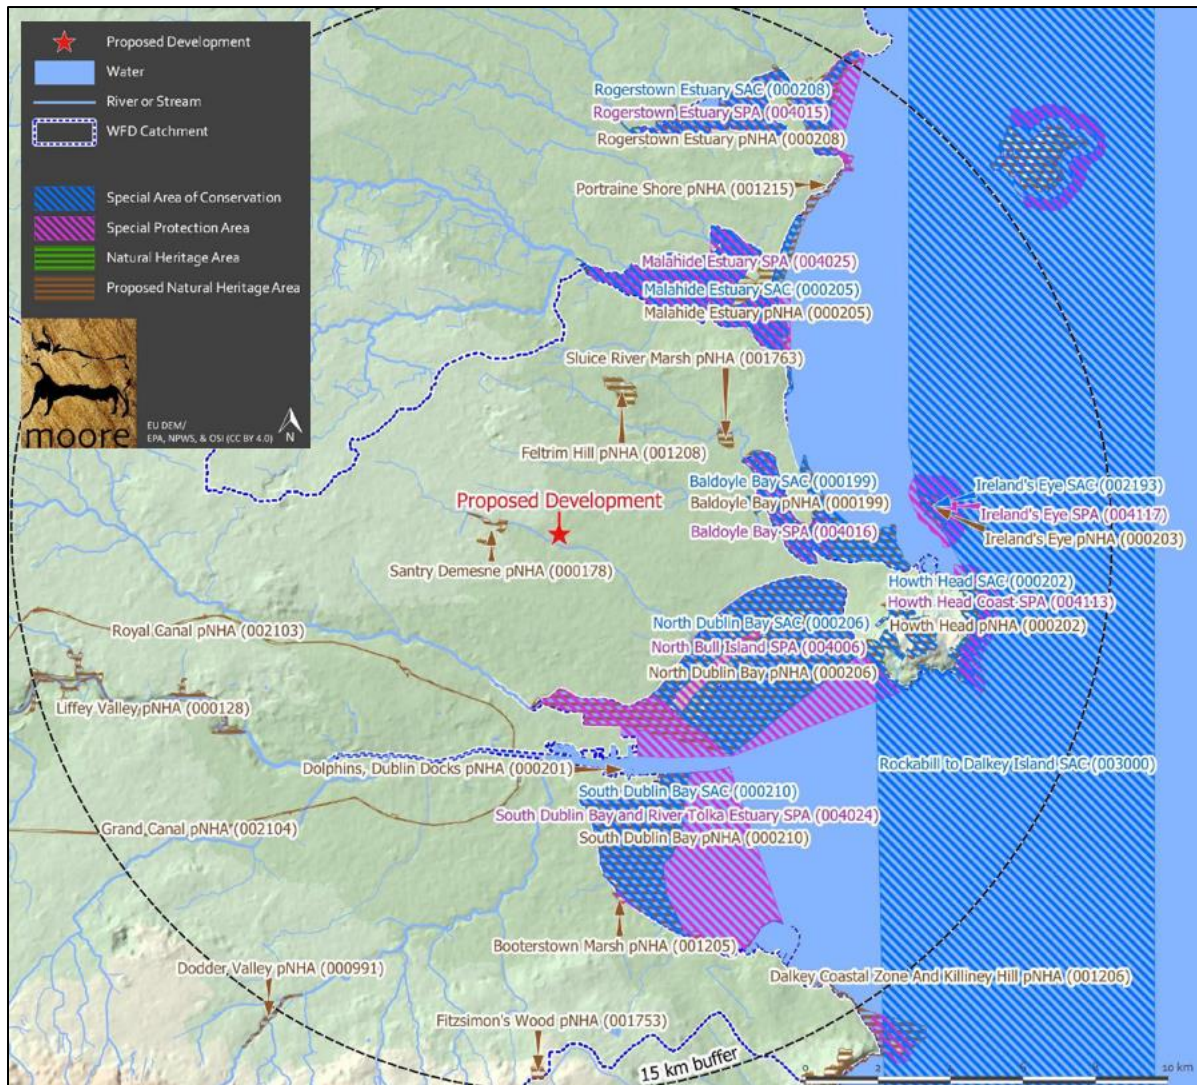 Proposed Development
Water
River or Stream
WFD Catchment
Special Area of Conservation
Special Protection Area
Natural Heritage Area
Proposed Natural Heritage Area
moore
EU DEM/
EPA, NPWS, & OSI (CC BY 4.0)
N
Rogerstown Estuary SAC (000208)
Rogerstown Estuary SPA (004015)
Rogerstown Estuary pNHA (000208)
Portraine Shore pNHA (001215)
Malahide Estuary SPA (004025)
Malahide Estuary SAC (000205)
Malahide Estuary pNHA (000205)
Sluice River Marsh pNHA (001763)
Feltrim Hill pNHA (001208)
Baldoyle Bay SAC (000199)
Baldoyle Bay pNHA (000199)
Baldoyle Bay SPA (004016)
Ireland's Eye SAC (002193)
Ireland's Eye SPA (004117)
Ireland's Eye pNHA (000203)
Proposed Development
Santry Demesne pNHA (000178)
Howth Head SAC (000202)
Howth Head Coast SPA (004113)
Howth Head pNHA (000202)
North Dublin Bay SAC (000206)
North Bull Island SPA (004006)
North Dublin Bay pNHA (000206)
Royal Canal pNHA (002103)
Liffey Valley pNHA (000128)
Dolphins, Dublin Docks pNHA (000201)
Rockabill to Dalkey Island SAC (003000)
South Dublin Bay SAC (000210)
South Dublin Bay and River Tolka Estuary SPA (004024)
South Dublin Bay pNHA (000210)
Grand Canal pNHA (002104)
Booterstown Marsh pNHA (001205)
Dodder Valley pNHA (000991)
Dalkey Coastal Zone And Killiney Hill pNHA (001206)
Fitzsimon's Wood pNHA (001753)
15 km buffer
0 2 4 6 8 10 km